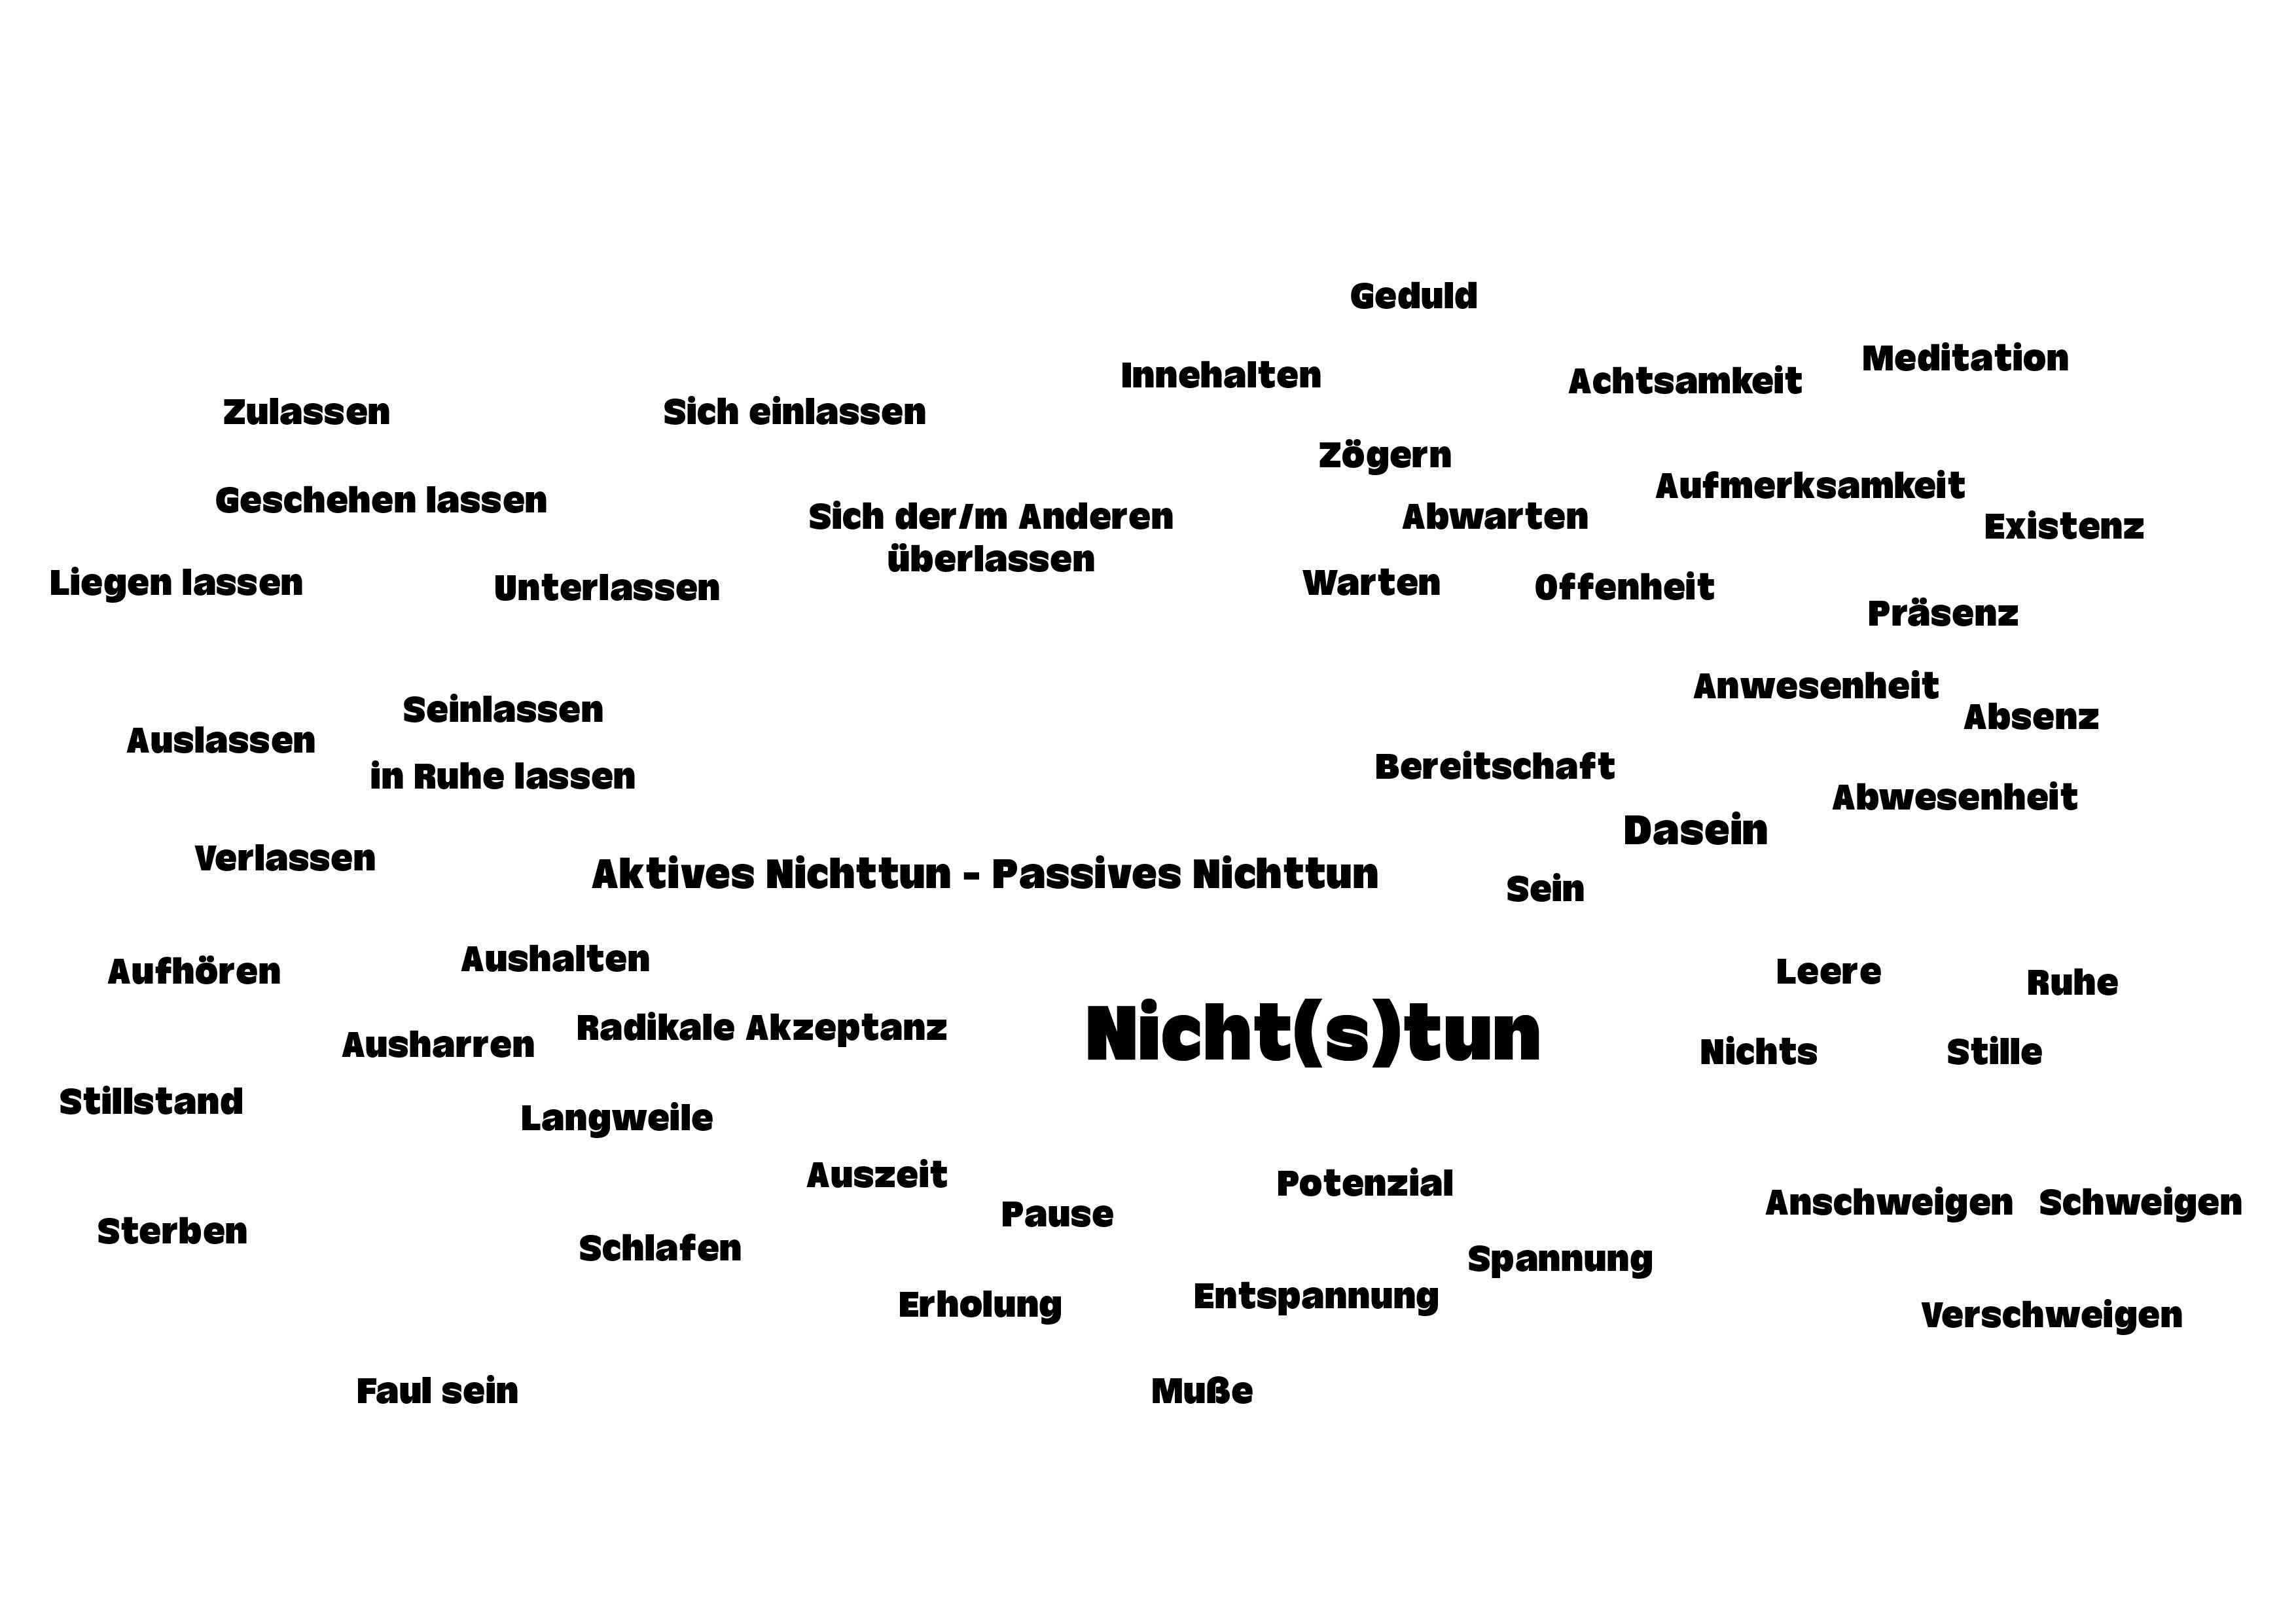 Geduld
Meditation
Innehalten
Achtsamkeit
Zulassen
Sich einlassen
Zögern
Aufmerksamkeit
Geschehen lassen
Sich der/m Anderen
überlassen
Abwarten
Existenz
Liegen lassen
Unterlassen
Warten
Offenheit
Präsenz
Anwesenheit
Seinlassen
Absenz
Auslassen
in Ruhe lassen
Bereitschaft
Abwesenheit
Dasein
Verlassen
Aktives Nichttun - Passives Nichttun
Sein
Aushalten
Aufhören
Leere
Ruhe
Radikale Akzeptanz
Nicht(s)tun
Ausharren
Nichts
Stille
Stillstand
Langweile
Auszeit
Potenzial
Anschweigen
Schweigen
Pause
Sterben
Schlafen
Spannung
Erholung
Entspannung
Verschweigen
Faul sein
Muße